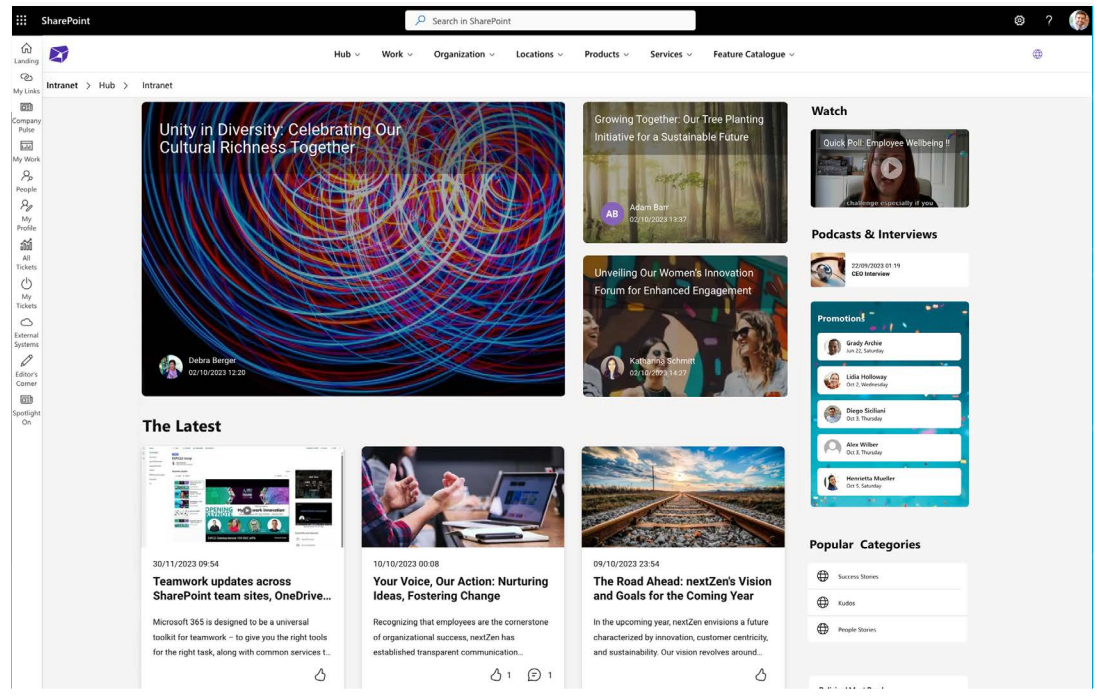 SharePoint
Search in SharePoint
?
Landing
My Links
Company
Pulse
My Work
People
My
Profile
All
Tickets
My
Tickets
External
Systems
Editor's
Corner
Spotlight
On
Hub
Work
Organization
Locations
Products
Services
Feature Catalogue
Intranet > Hub > Intranet
Unity in Diversity: Celebrating Our
Cultural Richness Together
Debra Berger
02/10/2023 12:20
Growing Together: Our Tree Planting
Initiative for a Sustainable Future
AB
Adam Barr
02/10/2023 13:37
Unveiling Our Women's Innovation
Forum for Enhanced Engagement
Katharina Schmitt
02/10/2023 14:27
The Latest
OPENING
KEYNOTE
30/11/2023 09:54
Teamwork updates across
SharePoint team sites, OneDrive...
Microsoft 365 is designed to be a universal
toolkit for teamwork – to give you the right tools
for the right task, along with common services t...
10/10/2023 00:08
Your Voice, Our Action: Nurturing
Ideas, Fostering Change
Recognizing that employees are the cornerstone
of organizational success, nextZen has
established transparent communication...
1
1
09/10/2023 23:54
The Road Ahead: nextZen's Vision
and Goals for the Coming Year
In the upcoming year, nextZen envisions a future
characterized by innovation, customer centricity,
and sustainability. Our vision revolves around...
Watch
Quick Poll: Employee Wellbeing !!
challenge especially if you
Podcasts & Interviews
22/09/2023 01:19
CEO Interview
Promotions
Grady Archie
Jun 22, Saturday
Lidia Holloway
Oct 2, Wednesday
Diego Siciliani
Oct 3, Thursday
Alex Wilber
Oct 3, Thursday
Henrietta Mueller
Oct 5, Saturday
Popular Categories
Success Stories
Kudos
People Stories